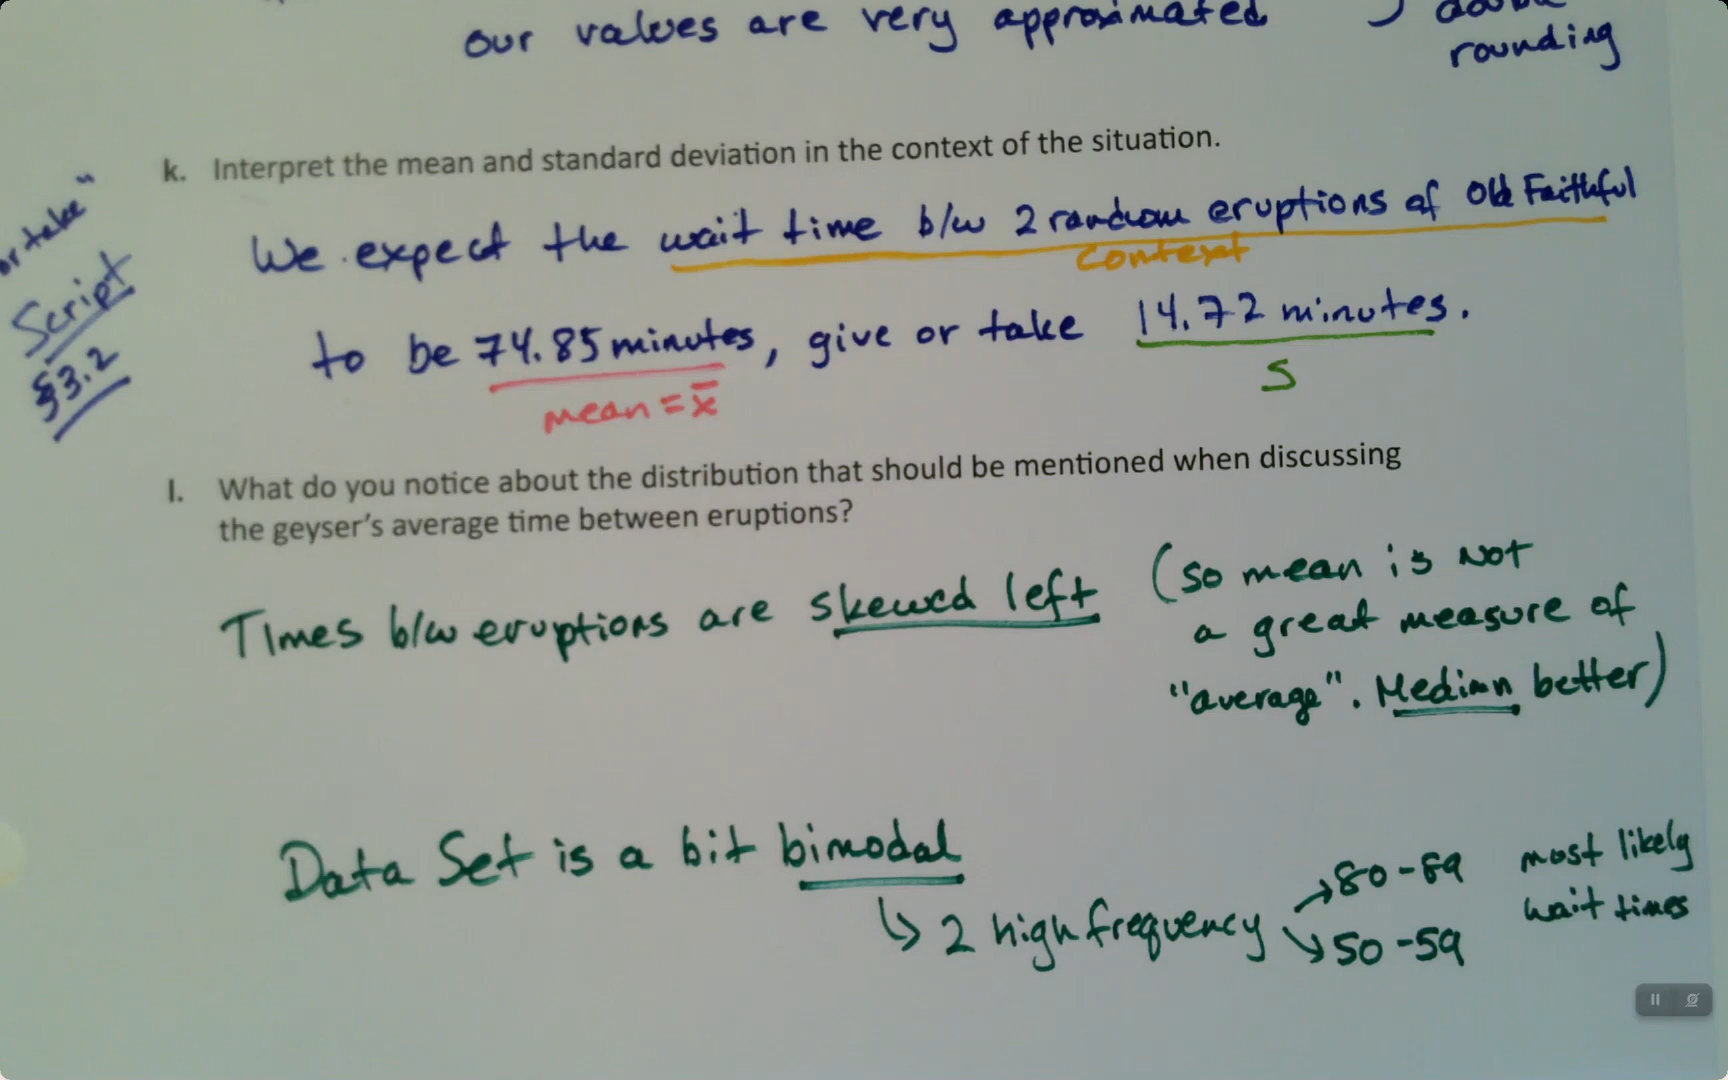 our values are very approximated
rounding
k. Interpret the mean and standard deviation in the context of the situation.
or take"
Script
§3.2
We expect the wait time b/w 2 random eruptions of Old Faithful
context
to be 74.85 minutes, give or take 14.72 minutes.
mean = x̄
S
l. What do you notice about the distribution that should be mentioned when discussing
the geyser's average time between eruptions?
Times b/w eruptions are skewed left (so mean is not
a great measure of
"average". Median better)
Data Set is a bit bimodal
↳ 2 high frequency → 80-89 most likely
wait times
↘ 50-59